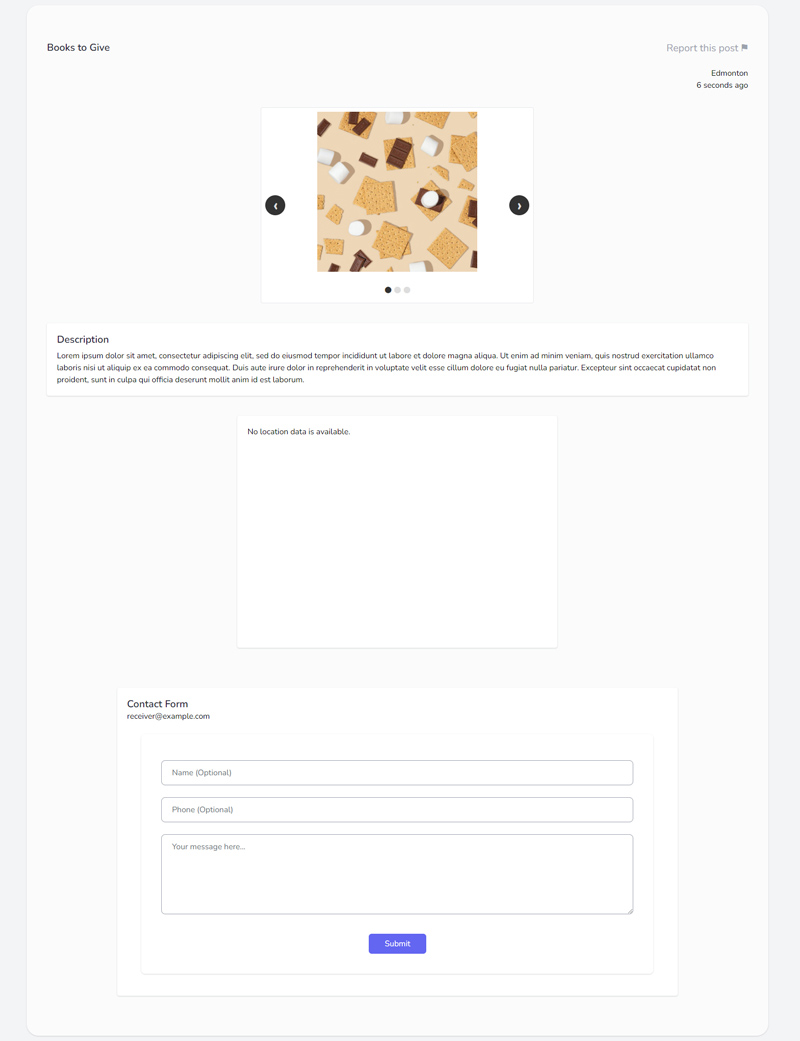 Books to Give
Report this post
Edmonton
6 seconds ago
Description
Lorem ipsum dolor sit amet, consectetur adipiscing elit, sed do eiusmod tempor incididunt ut labore et dolore magna aliqua. Ut enim ad minim veniam, quis nostrud exercitation ullamco
laboris nisi ut aliquip ex ea commodo consequat. Duis aute irure dolor in reprehenderit in voluptate velit esse cillum dolore eu fugiat nulla pariatur. Excepteur sint occaecat cupidatat non
proident, sunt in culpa qui officia deserunt mollit anim id est laborum.
No location data is available.
Contact Form
receiver@example.com
Name (Optional)
Phone (Optional)
Your message here...
Submit